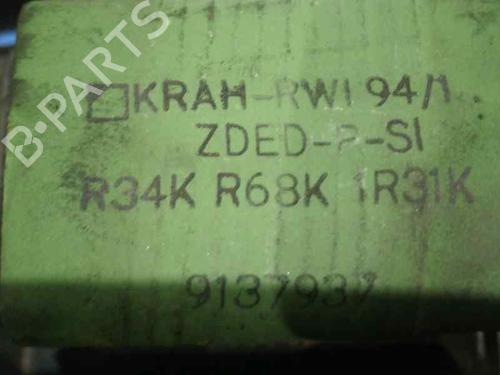 B-PARTS
KRAH-RWI 94/1
ZDED-P-SI
R34K R68K 1R31K
9137937